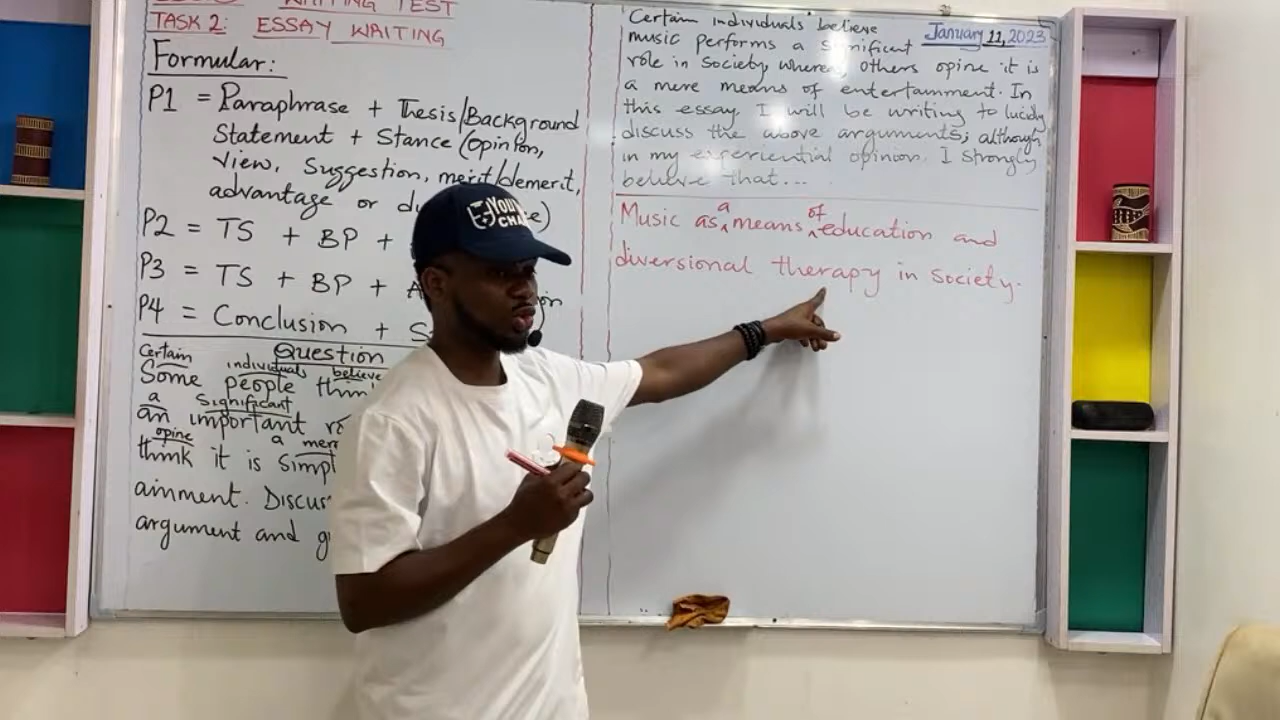 WRITING TEST
TASK 2: ESSAY WRITING
Formular:
P1 = Paraphrase + Thesis/Background
Statement + Stance (Opinion,
view, Suggestion, merit/demerit,
advantage or
P2 = TS + BP +
P3 = TS + BP +
P4 = Conclusion +
Question
Certain individuals believe
Some people think
a significant
an important
opine a mere
think it is
ainment. Discuss
argument and
January 11, 2023
Certain individuals believe
music performs a significant
role in Society, whereas others opine it is
a mere means of entertainment. In
this essay, I will be writing to lucidly
discuss the above arguments; although
in my experiential opinion, I strongly
believe that...
a of
Music as means education and
diversional therapy in society.
YOU
CHA